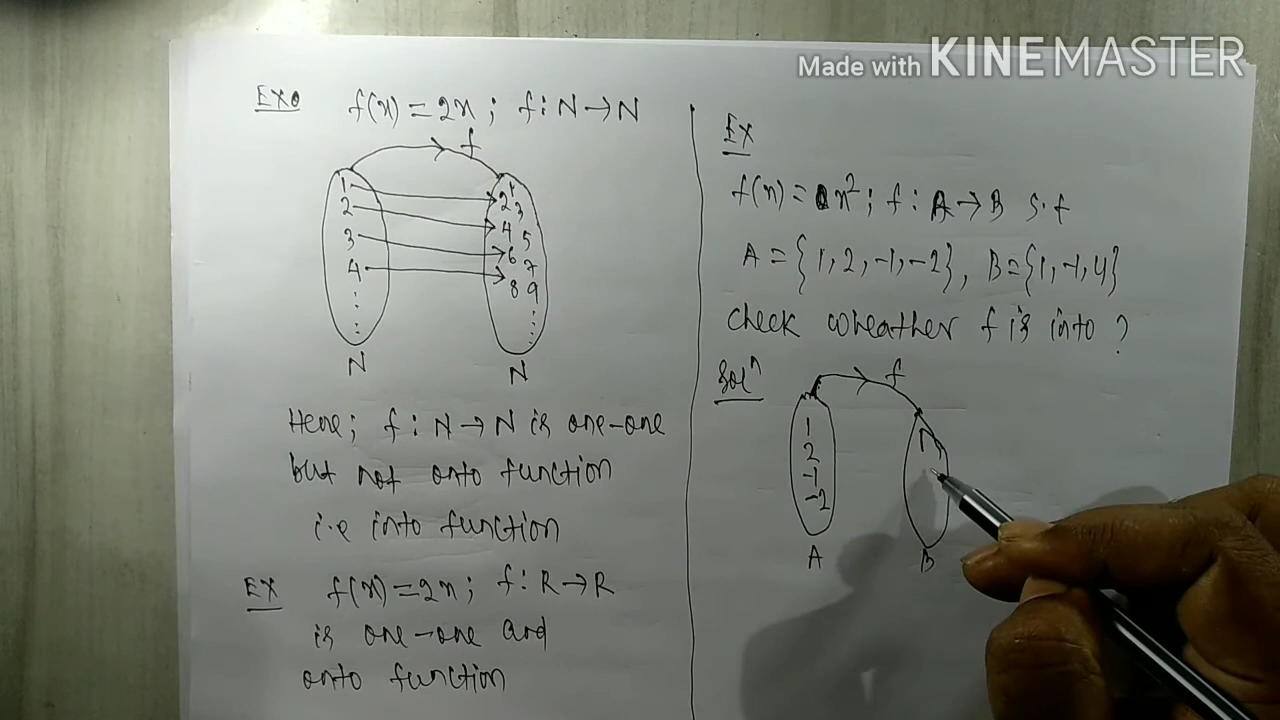 Made with KINEMASTER
Ex
f(x) = 2x ; f : N → N
f
1
2
3
4
⋮
N
2 1
3
4 5
6 7
8 9
⋮
N
Here; f : N → N is one-one
but not onto function
i.e into function
Ex f(x) = 2x ; f : R → R
is one-one and
onto function
Ex
f(x) = x² ; f : A → B s.t
A = {1, 2, -1, -2}, B = {1, -1, 4}
Check wheather f is into ?
Solⁿ
f
1
2
-1
-2
A
1
B